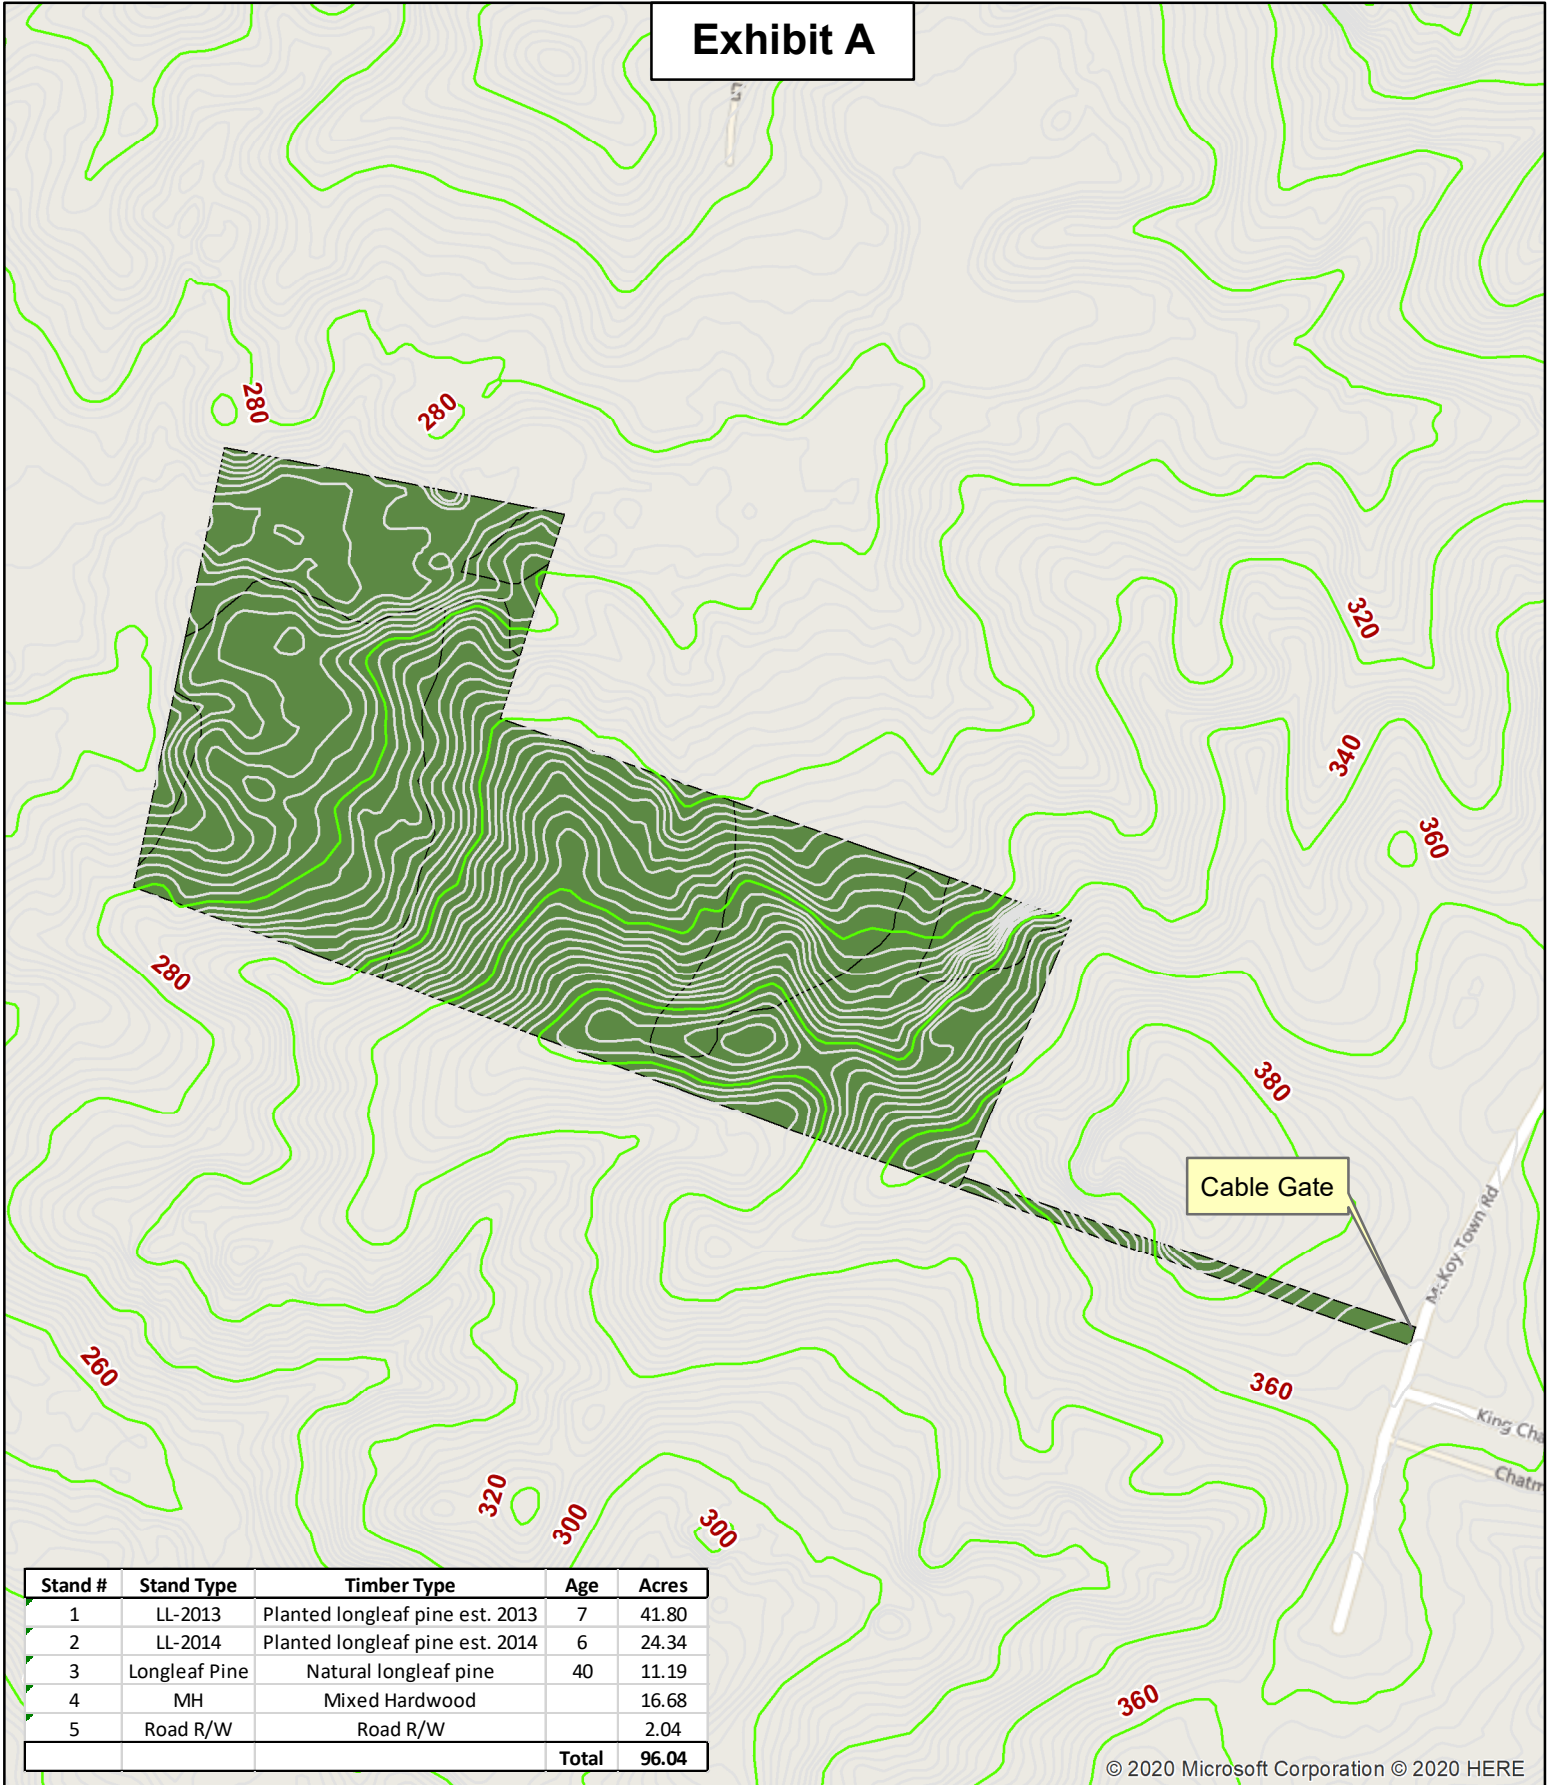 Exhibit A
280
280
320
340
360
280
380
Cable Gate
McKoy Town Rd
260
360
King Cha
Chatm
320
300
300
360
Stand # Stand Type Timber Type Age Acres
1 LL-2013 Planted longleaf pine est. 2013 7 41.80
2 LL-2014 Planted longleaf pine est. 2014 6 24.34
3 Longleaf Pine Natural longleaf pine 40 11.19
4 MH Mixed Hardwood 16.68
5 Road R/W Road R/W 2.04
Total 96.04
© 2020 Microsoft Corporation © 2020 HERE